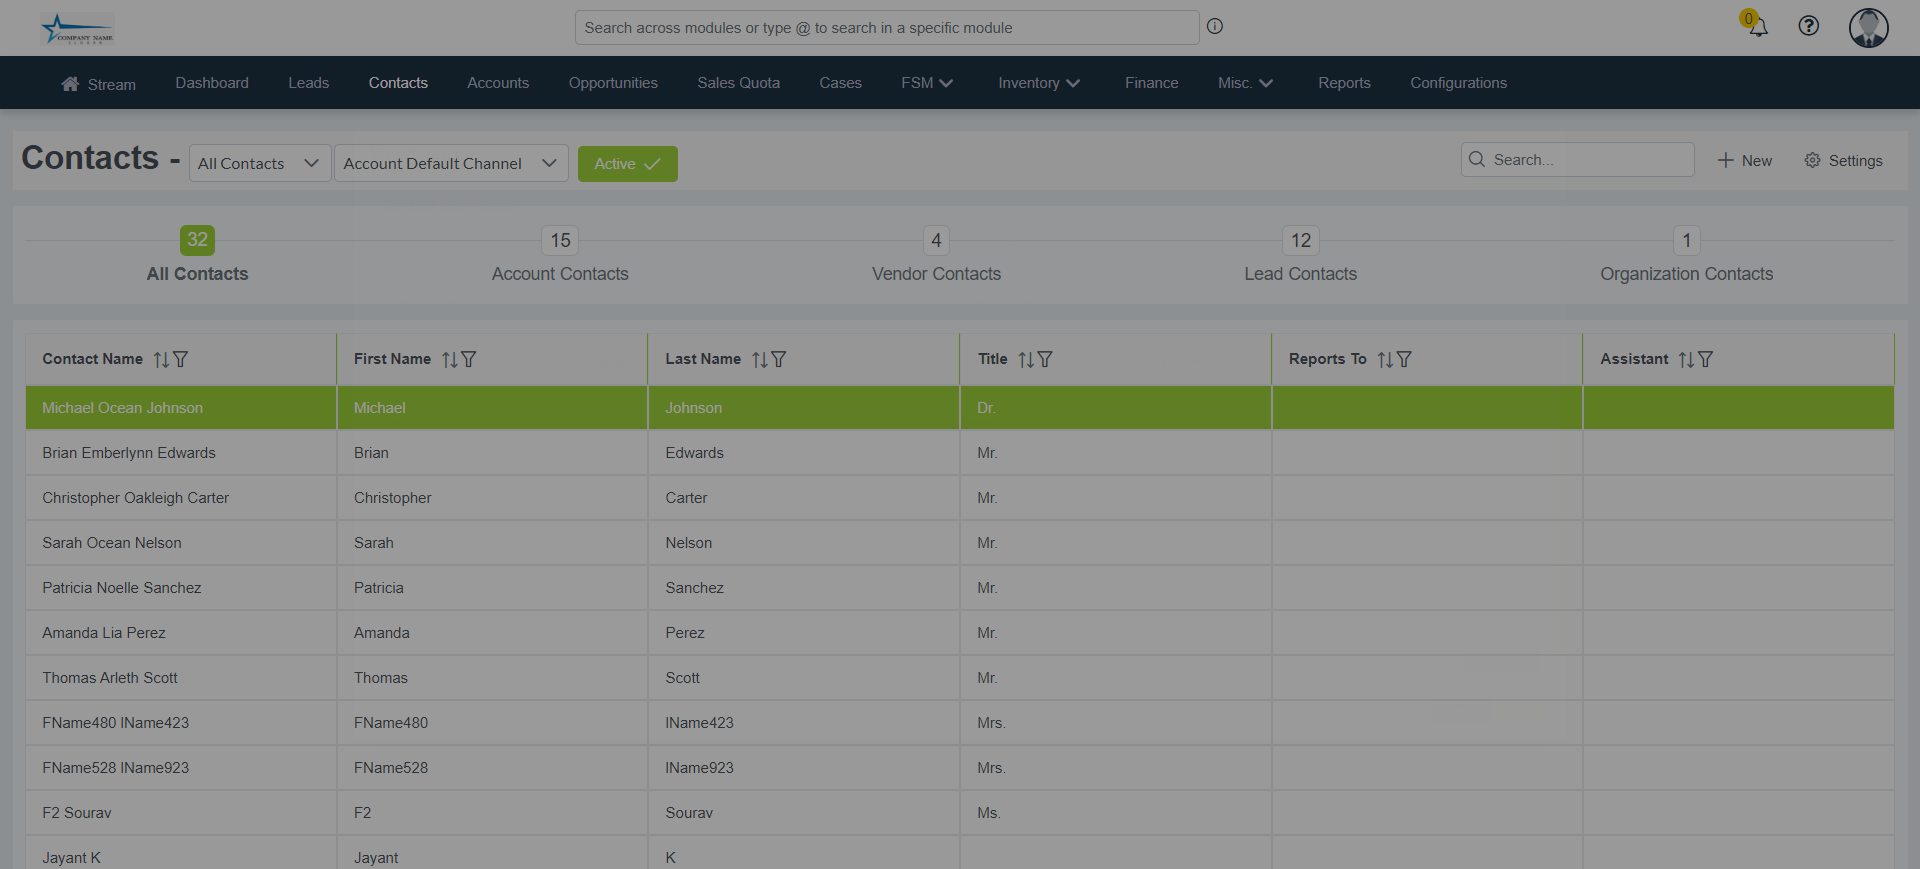 COMPANY NAME
Search across modules or type @ to search in a specific module
0
Stream Dashboard Leads Contacts Accounts Opportunities Sales Quota Cases FSM Inventory Finance Misc. Reports Configurations
Contacts - All Contacts Account Default Channel Active Search... New Settings
32 15 4 12 1
All Contacts Account Contacts Vendor Contacts Lead Contacts Organization Contacts
Contact Name First Name Last Name Title Reports To Assistant
Michael Ocean Johnson Michael Johnson Dr.
Brian Emberlynn Edwards Brian Edwards Mr.
Christopher Oakleigh Carter Christopher Carter Mr.
Sarah Ocean Nelson Sarah Nelson Mr.
Patricia Noelle Sanchez Patricia Sanchez Mr.
Amanda Lia Perez Amanda Perez Mr.
Thomas Arleth Scott Thomas Scott Mr.
FName480 lName423 FName480 lName423 Mrs.
FName528 lName923 FName528 lName923 Mrs.
F2 Sourav F2 Sourav Ms.
Jayant K Jayant K